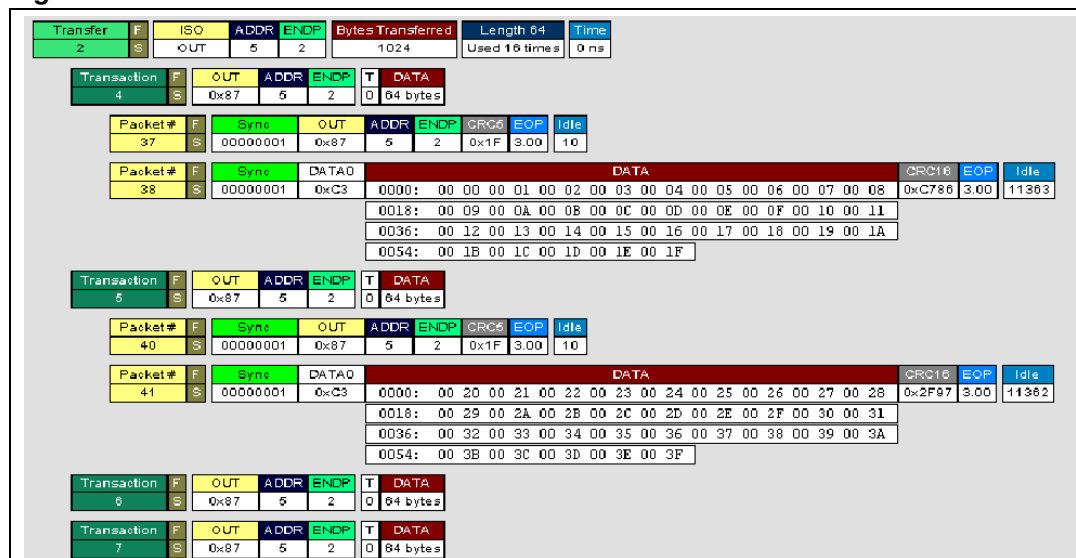 Transfer F ISO ADDR ENDP Bytes Transferred Length 64 Time
2 S OUT 5 2 1024 Used 16 times 0 ns
Transaction F OUT ADDR ENDP T DATA
4 S 0x87 5 2 0 64 bytes
Packet# F Sync OUT ADDR ENDP CRC5 EOP Idle
37 S 00000001 0x87 5 2 0x1F 3.00 10
Packet# F Sync DATA0 DATA CRC16 EOP Idle
38 S 00000001 0xC3 0000: 00 00 00 01 00 02 00 03 00 04 00 05 00 06 00 07 00 08 0xC786 3.00 11363
0018: 00 09 00 0A 00 0B 00 0C 00 0D 00 0E 00 0F 00 10 00 11
0036: 00 12 00 13 00 14 00 15 00 16 00 17 00 18 00 19 00 1A
0054: 00 1B 00 1C 00 1D 00 1E 00 1F
Transaction F OUT ADDR ENDP T DATA
5 S 0x87 5 2 0 64 bytes
Packet# F Sync OUT ADDR ENDP CRC5 EOP Idle
40 S 00000001 0x87 5 2 0x1F 3.00 10
Packet# F Sync DATA0 DATA CRC16 EOP Idle
41 S 00000001 0xC3 0000: 00 20 00 21 00 22 00 23 00 24 00 25 00 26 00 27 00 28 0x2F97 3.00 11362
0018: 00 29 00 2A 00 2B 00 2C 00 2D 00 2E 00 2F 00 30 00 31
0036: 00 32 00 33 00 34 00 35 00 36 00 37 00 38 00 39 00 3A
0054: 00 3B 00 3C 00 3D 00 3E 00 3F
Transaction F OUT ADDR ENDP T DATA
6 S 0x87 5 2 0 64 bytes
Transaction F OUT ADDR ENDP T DATA
7 S 0x87 5 2 0 64 bytes